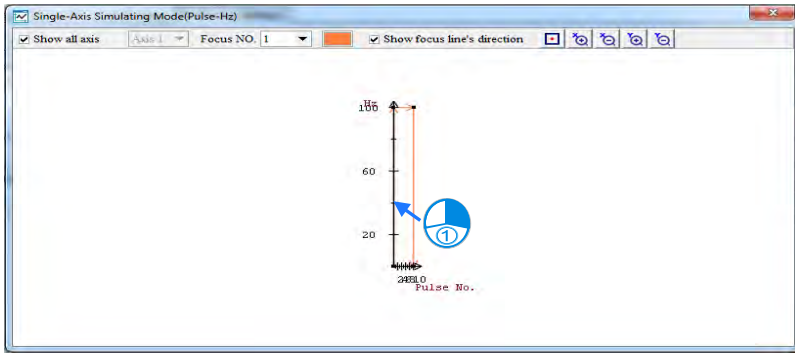 Single-Axis Simulating Mode(Pulse-Hz)
Show all axis Axis 1 Focus NO. 1 Show focus line's direction
Hz
100
60
20
①
10
Pulse No.